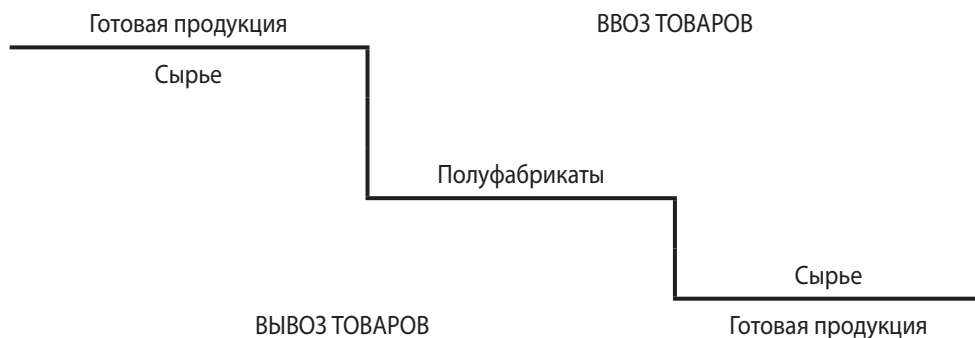 Готовая продукция
ВВОЗ ТОВАРОВ
Сырье
Полуфабрикаты
Сырье
ВЫВОЗ ТОВАРОВ
Готовая продукция